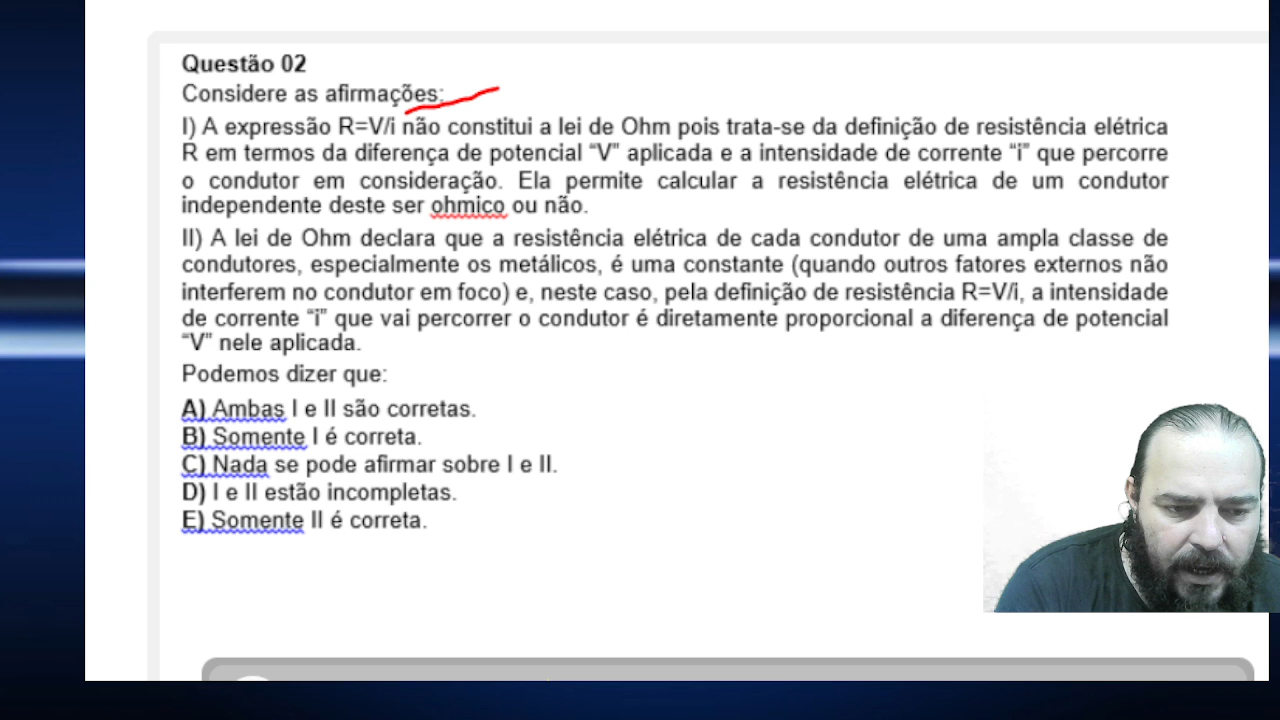 Questão 02
Considere as afirmações:
I) A expressão R=V/i não constitui a lei de Ohm pois trata-se da definição de resistência elétrica
R em termos da diferença de potencial “V” aplicada e a intensidade de corrente “i” que percorre
o condutor em consideração. Ela permite calcular a resistência elétrica de um condutor
independente deste ser ohmico ou não.
II) A lei de Ohm declara que a resistência elétrica de cada condutor de uma ampla classe de
condutores, especialmente os metálicos, é uma constante (quando outros fatores externos não
interferem no condutor em foco) e, neste caso, pela definição de resistência R=V/i, a intensidade
de corrente “i” que vai percorrer o condutor é diretamente proporcional a diferença de potencial
“V” nele aplicada.
Podemos dizer que:
A) Ambas I e II são corretas.
B) Somente I é correta.
C) Nada se pode afirmar sobre I e II.
D) I e II estão incompletas.
E) Somente II é correta.